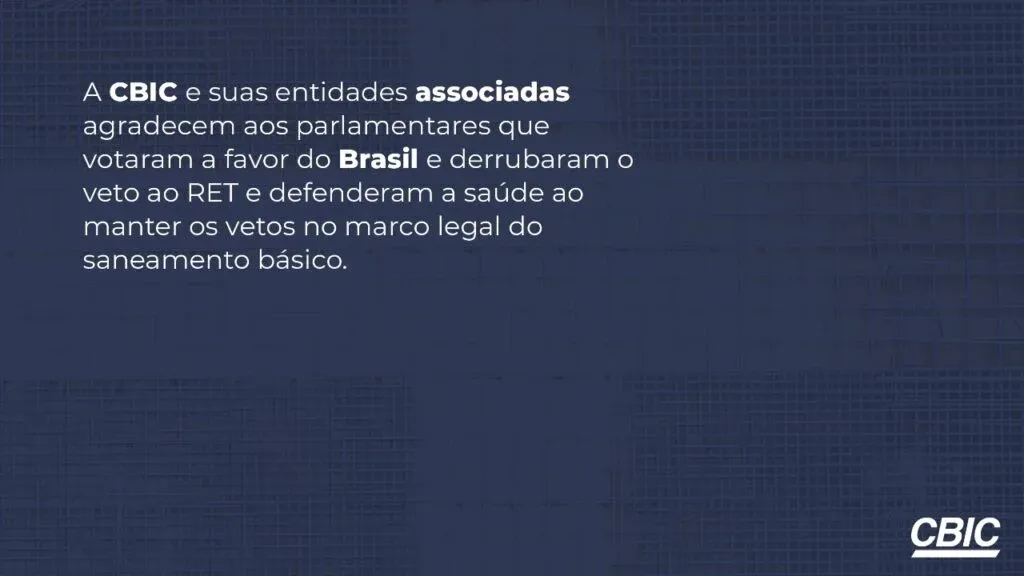 A CBIC e suas entidades associadas
agradecem aos parlamentares que
votaram a favor do Brasil e derrubaram o
veto ao RET e defenderam a saúde ao
manter os vetos no marco legal do
saneamento básico.
CBIC